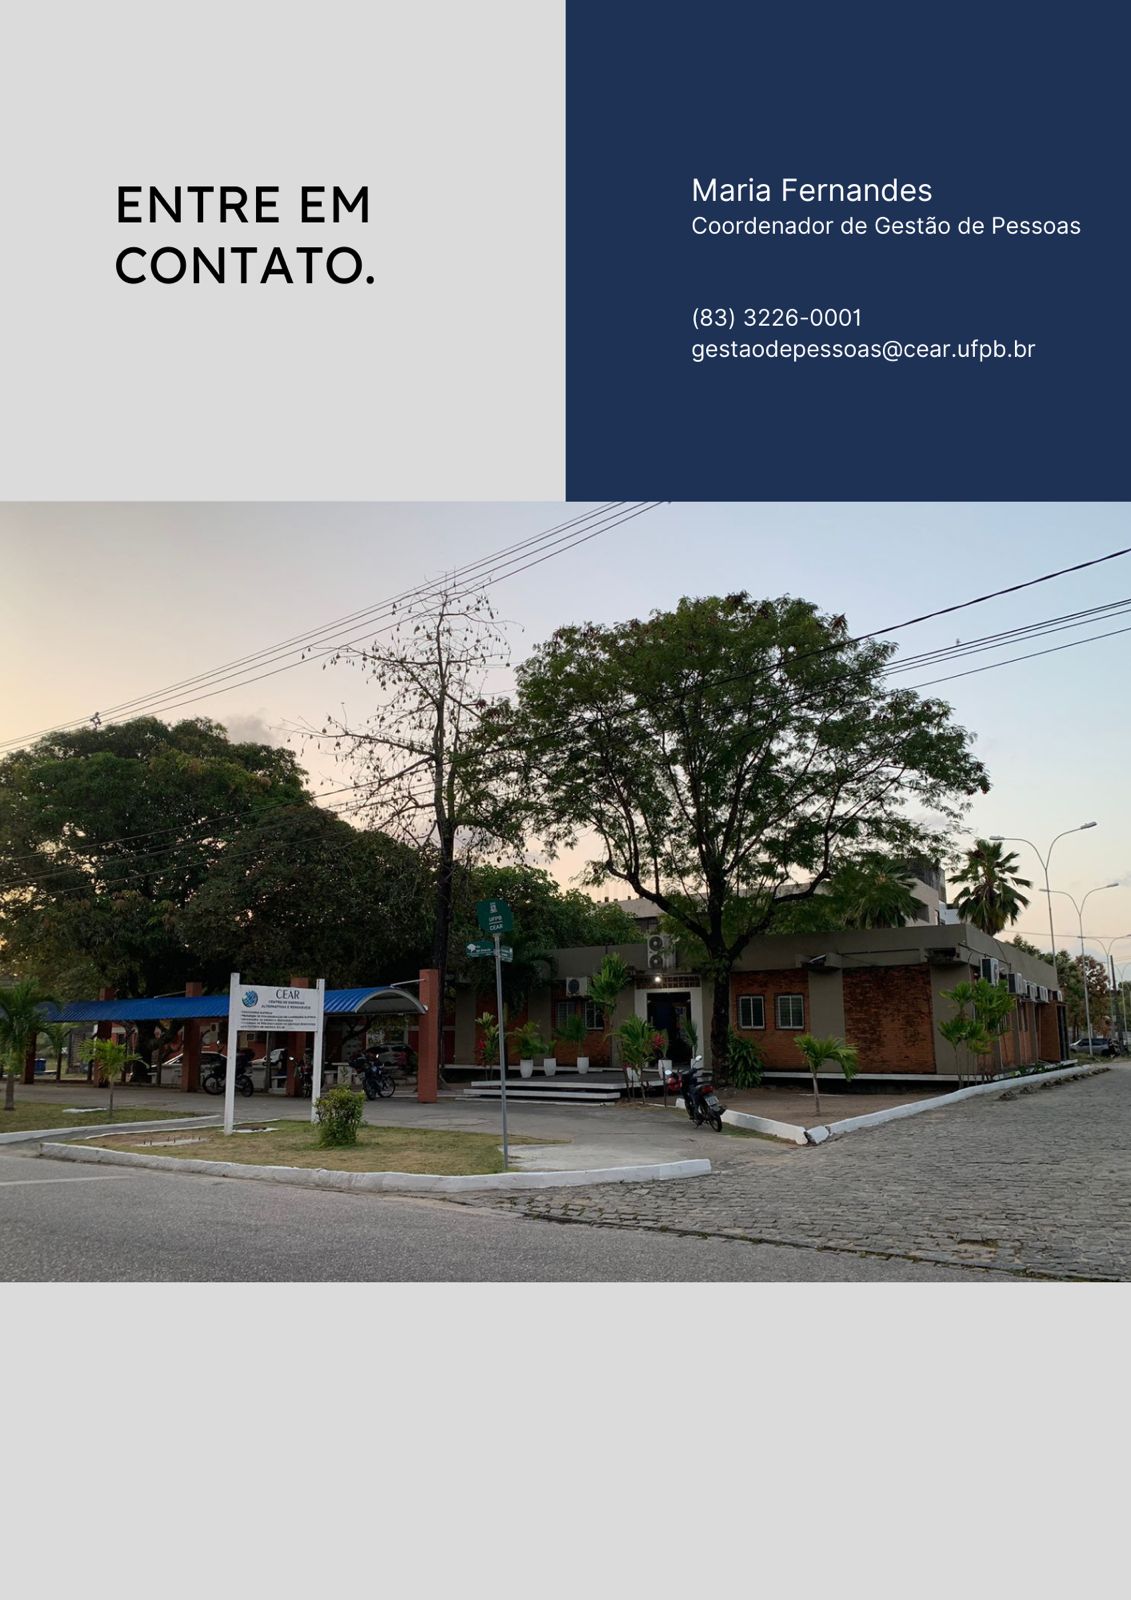 ENTRE EM
CONTATO.
Maria Fernandes
Coordenador de Gestão de Pessoas
(83) 3226-0001
gestaodepessoas@cear.ufpb.br
UFPB
CEAR
CEAR
CENTRO DE ENERGIAS
ALTERNATIVAS E RENOVÁVEIS